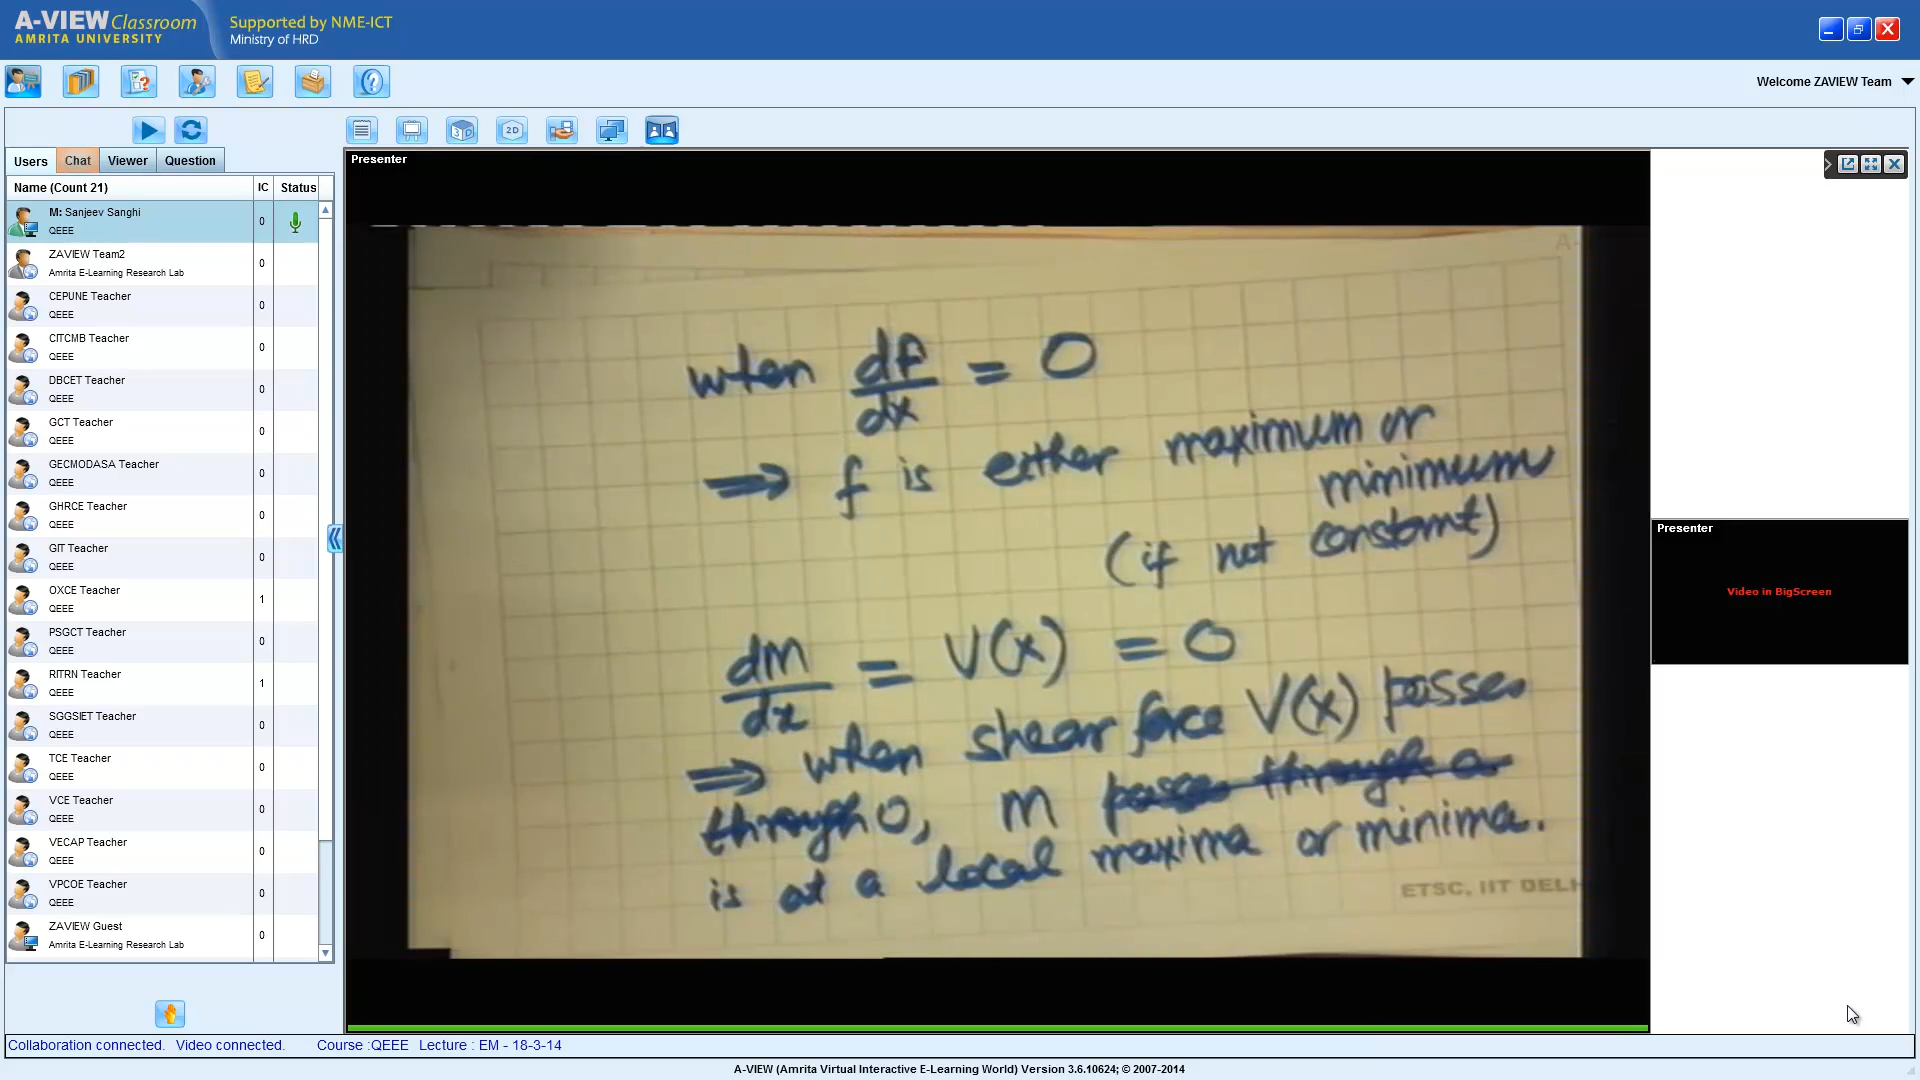 A-VIEW Classroom
AMRITA UNIVERSITY
Supported by NME-ICT
Ministry of HRD
Welcome ZAVIEW Team
3D
2D
Users
Chat
Viewer
Question
Name (Count 21)
IC
Status
M: Sanjeev Sanghi
QEEE
0
ZAVIEW Team2
Amrita E-Learning Research Lab
0
CEPUNE Teacher
QEEE
0
CITCMB Teacher
QEEE
0
DBCET Teacher
QEEE
0
GCT Teacher
QEEE
0
GECMODASA Teacher
QEEE
0
GHRCE Teacher
QEEE
0
GIT Teacher
QEEE
0
OXCE Teacher
QEEE
1
PSGCT Teacher
QEEE
0
RITRN Teacher
QEEE
1
SGGSIET Teacher
QEEE
0
TCE Teacher
QEEE
0
VCE Teacher
QEEE
0
VECAP Teacher
QEEE
0
VPCOE Teacher
QEEE
0
ZAVIEW Guest
Amrita E-Learning Research Lab
0
Presenter
A-
when df/dx = 0
⇒ f is either maximum or
minimum
(if not constant)
dM/dx = V(x) = 0
⇒ when shear force V(x) passes
through 0, M passes through a
is at a local maxima or minima.
ETSC, IIT DELH
Presenter
Video in BigScreen
Collaboration connected. Video connected. Course :QEEE Lecture : EM - 18-3-14
A-VIEW (Amrita Virtual Interactive E-Learning World) Version 3.6.10624; © 2007-2014